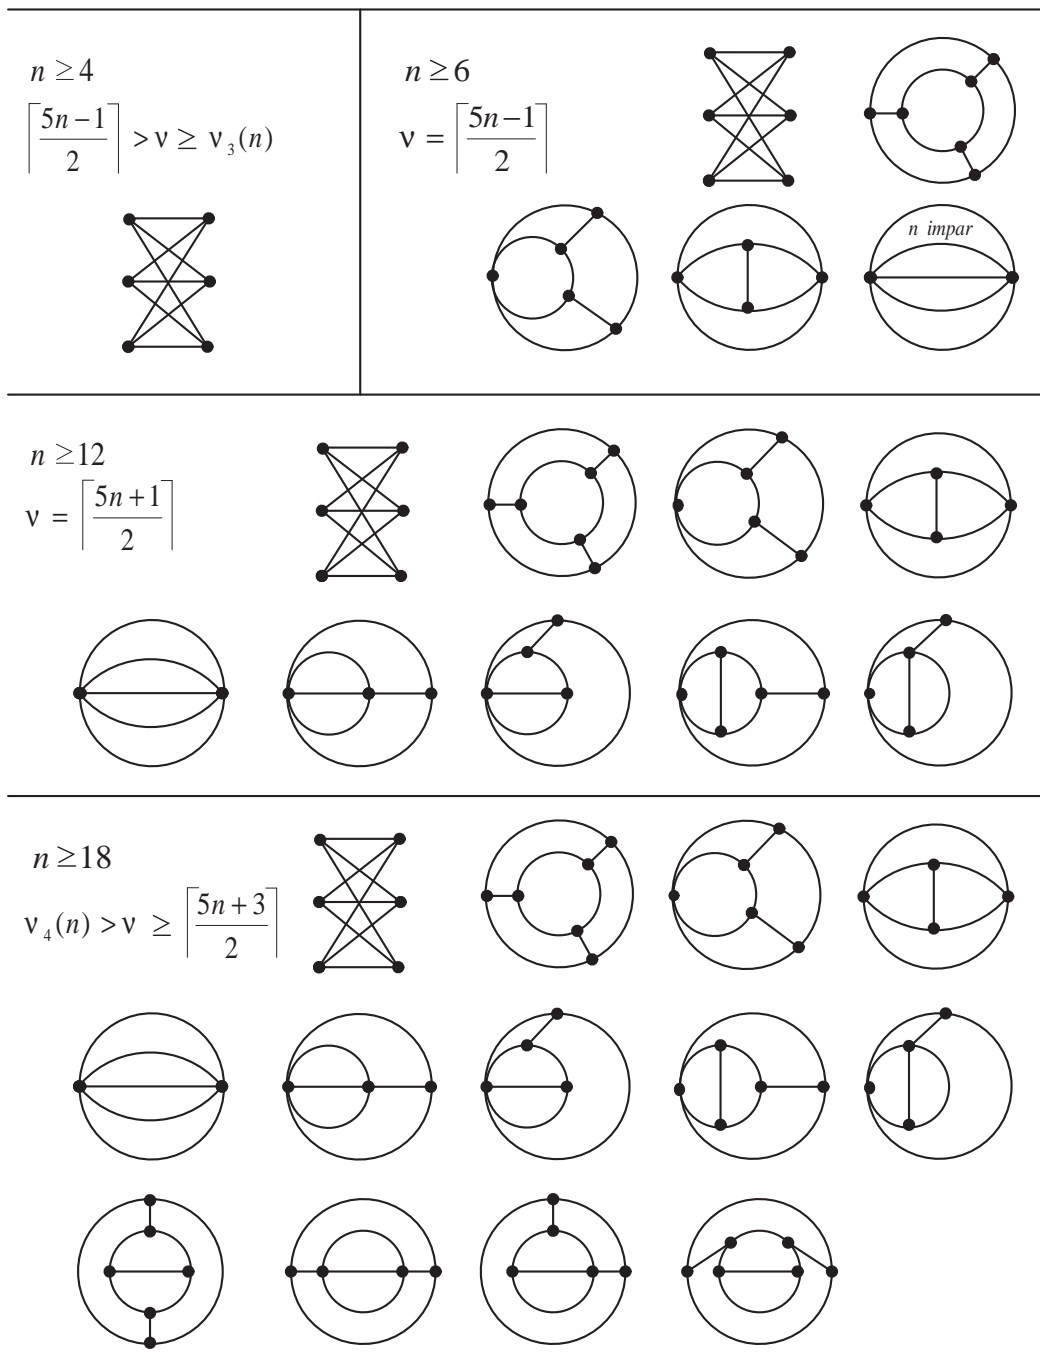 n ≥ 4
⌈(5n−1)/2⌉ > ν ≥ ν₃(n)
n ≥ 6
ν = ⌈(5n−1)/2⌉
n impar
n ≥ 12
ν = ⌈(5n+1)/2⌉
n ≥ 18
ν₄(n) > ν ≥ ⌈(5n+3)/2⌉